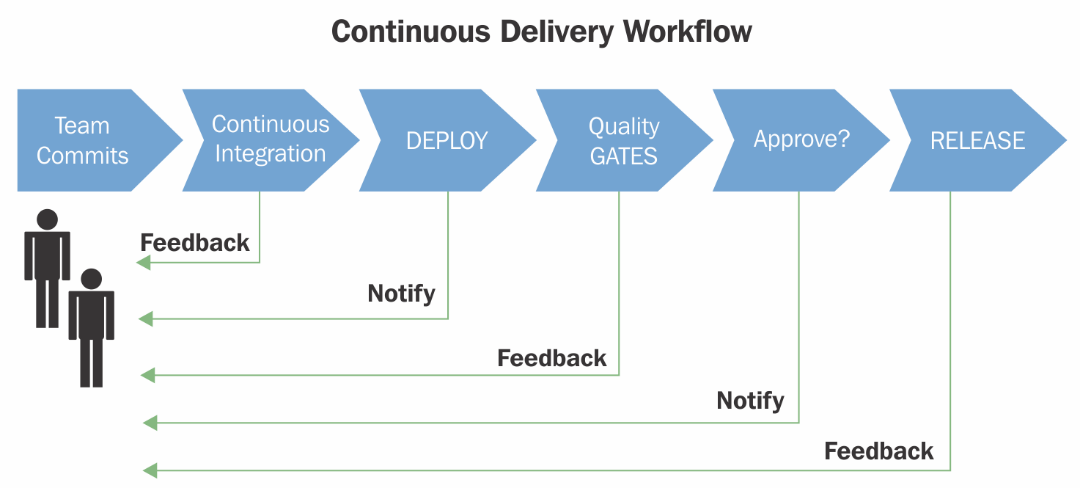 Continuous Delivery Workflow
Team
Commits
Continuous
Integration
DEPLOY
Quality
GATES
Approve?
RELEASE
Feedback
Notify
Feedback
Notify
Feedback